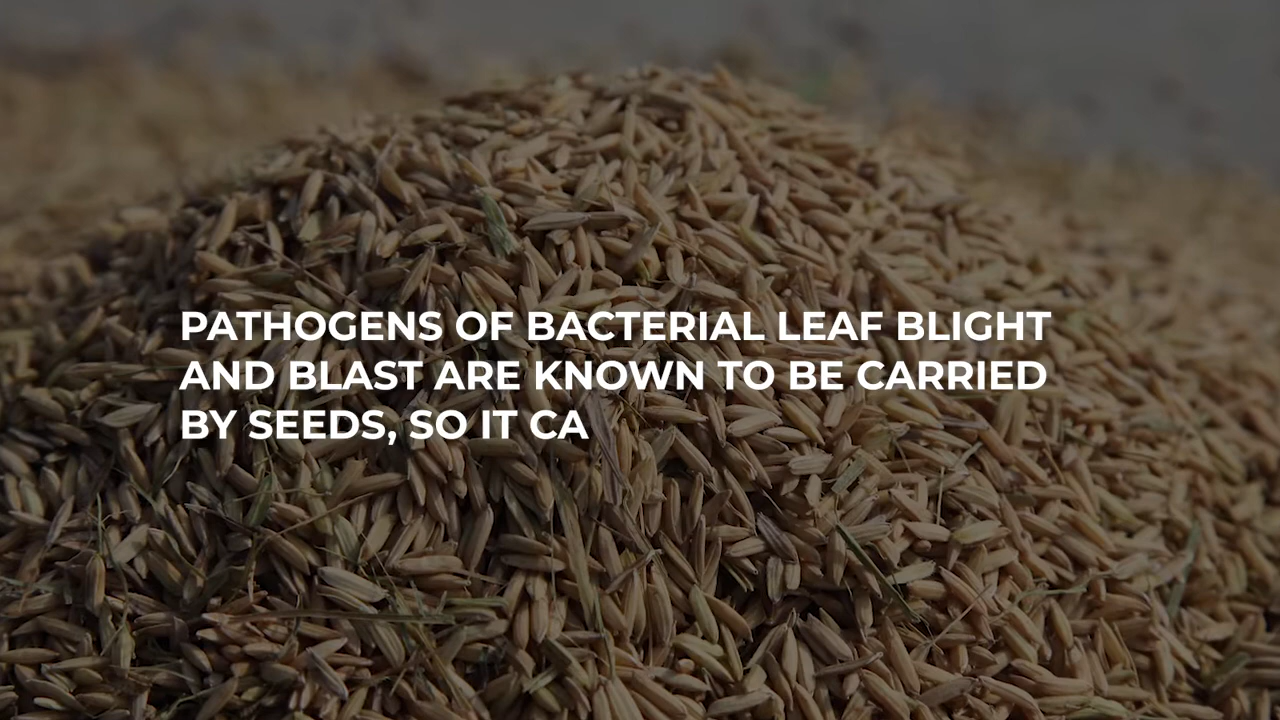 PATHOGENS OF BACTERIAL LEAF BLIGHT
AND BLAST ARE KNOWN TO BE CARRIED
BY SEEDS, SO IT CA